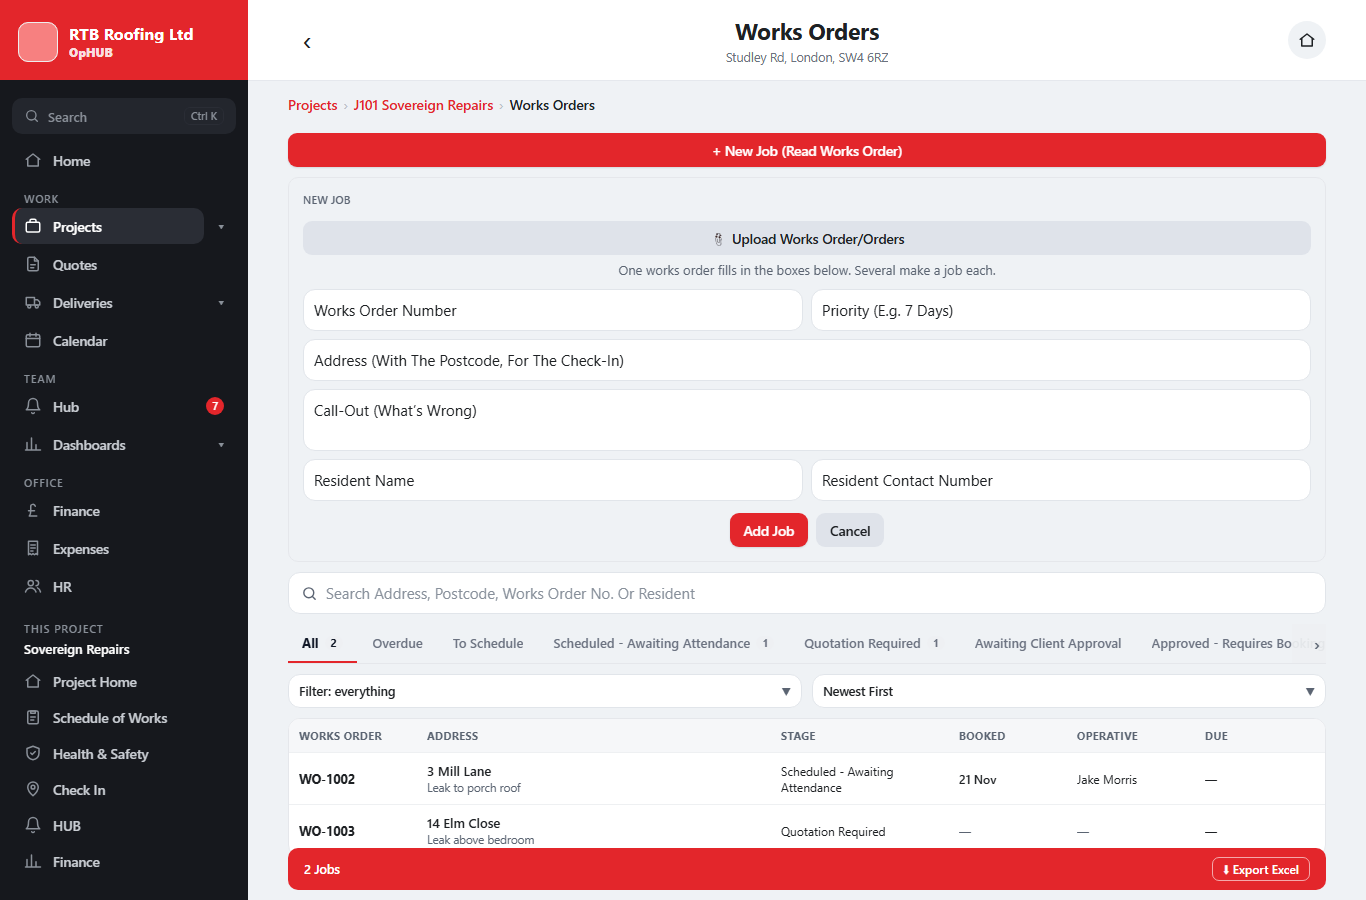 RTB Roofing Ltd
OpHUB
Search
Ctrl K
Home
WORK
Projects
Quotes
Deliveries
Calendar
TEAM
Hub
7
Dashboards
OFFICE
Finance
Expenses
HR
THIS PROJECT
Sovereign Repairs
Project Home
Schedule of Works
Health & Safety
Check In
HUB
Finance
Works Orders
Studley Rd, London, SW4 6RZ
Projects › J101 Sovereign Repairs › Works Orders
+ New Job (Read Works Order)
NEW JOB
Upload Works Order/Orders
One works order fills in the boxes below. Several make a job each.
Works Order Number
Priority (E.g. 7 Days)
Address (With The Postcode, For The Check-In)
Call-Out (What's Wrong)
Resident Name
Resident Contact Number
Add Job
Cancel
Search Address, Postcode, Works Order No. Or Resident
All 2
Overdue
To Schedule
Scheduled - Awaiting Attendance 1
Quotation Required 1
Awaiting Client Approval
Approved - Requires Booking
Filter: everything
Newest First
WORKS ORDER
ADDRESS
STAGE
BOOKED
OPERATIVE
DUE
WO-1002
3 Mill Lane
Leak to porch roof
Scheduled - Awaiting
Attendance
21 Nov
Jake Morris
—
WO-1003
14 Elm Close
Leak above bedroom
Quotation Required
—
—
—
2 Jobs
⬇ Export Excel